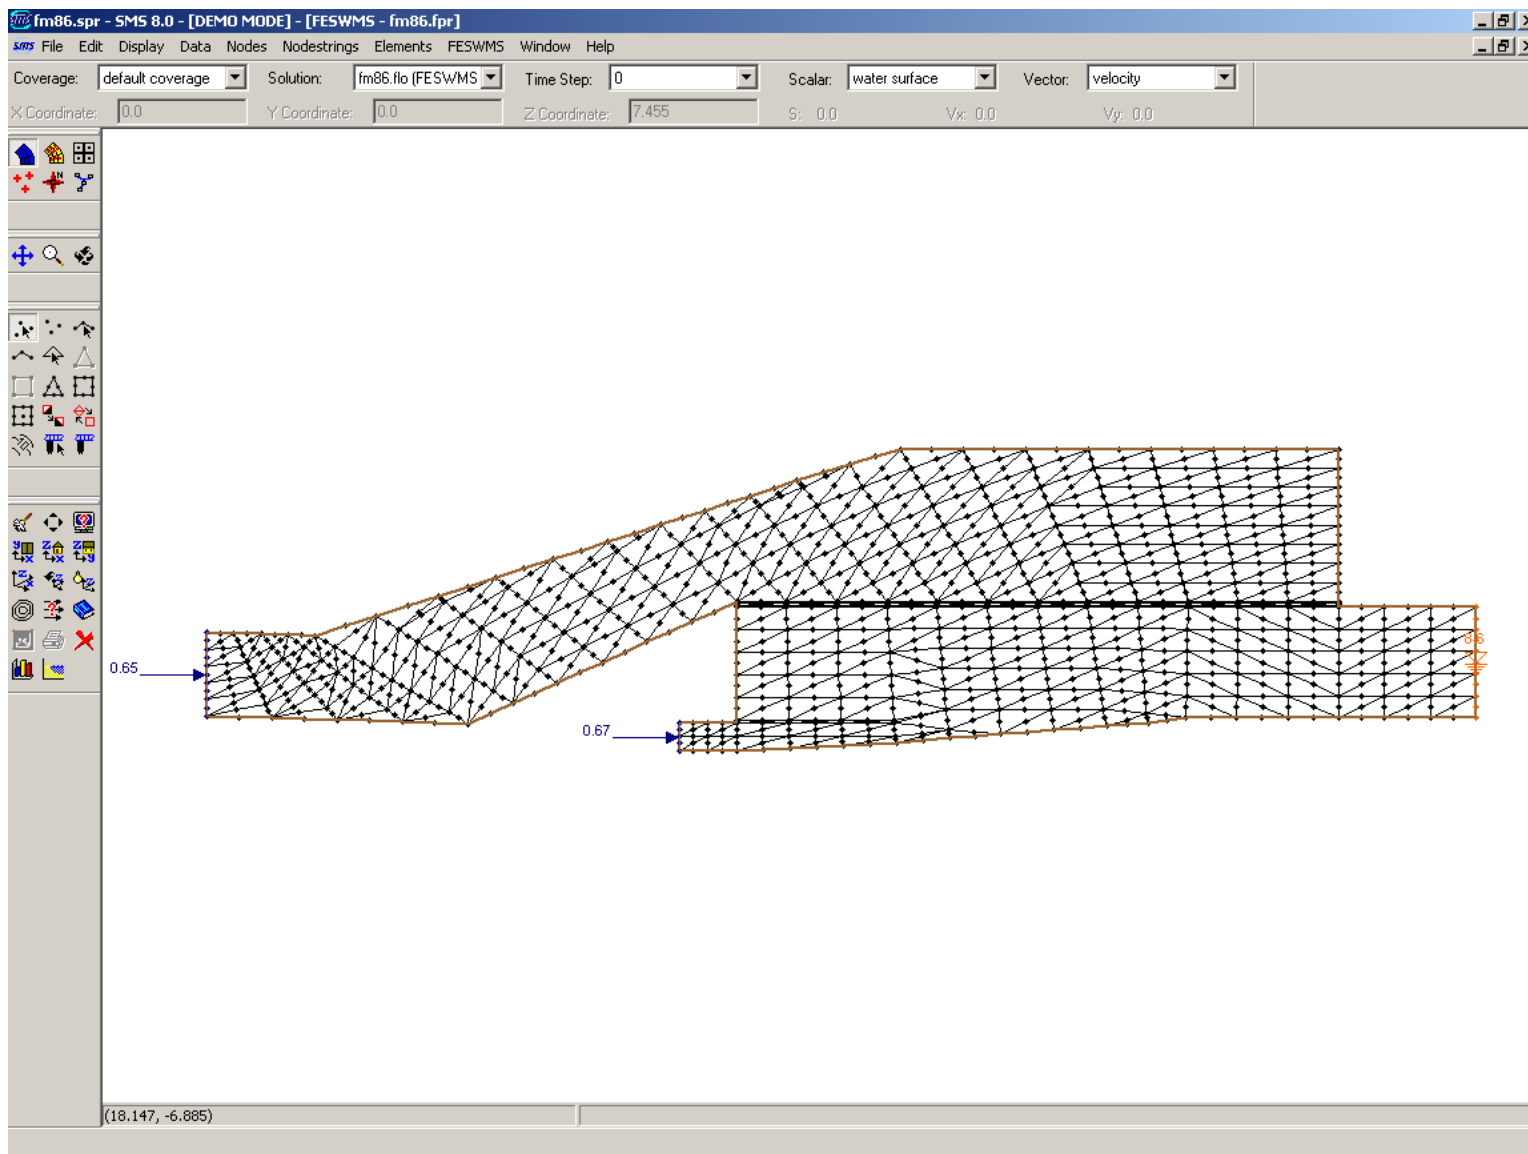 fm86.spr - SMS 8.0 - [DEMO MODE] - [FESWMS - fm86.fpr]
sms File Edit Display Data Nodes Nodestrings Elements FESWMS Window Help
Coverage: default coverage Solution: fm86.flo (FESWMS Time Step: 0 Scalar: water surface Vector: velocity
X Coordinate: 0.0 Y Coordinate: 0.0 Z Coordinate: 7.455 S: 0.0 Vx: 0.0 Vy: 0.0
8.6
0.65
0.67
(18.147, -6.885)